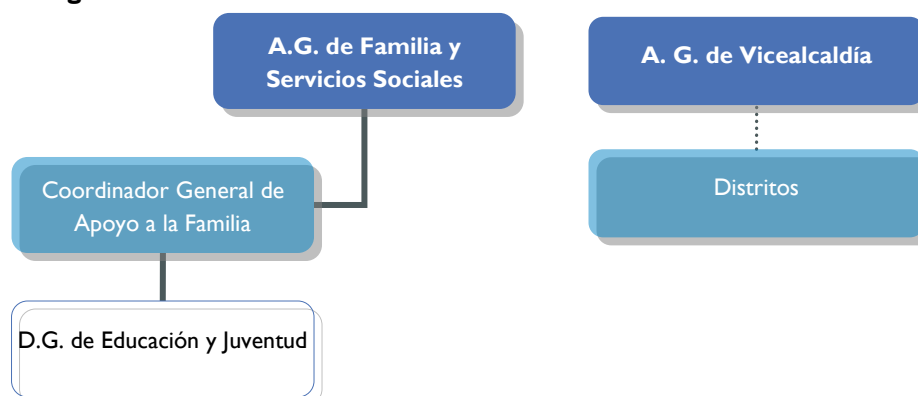 A.G. de Familia y
Servicios Sociales
A. G. de Vicealcaldía
Coordinador General de
Apoyo a la Familia
Distritos
D.G. de Educación y Juventud